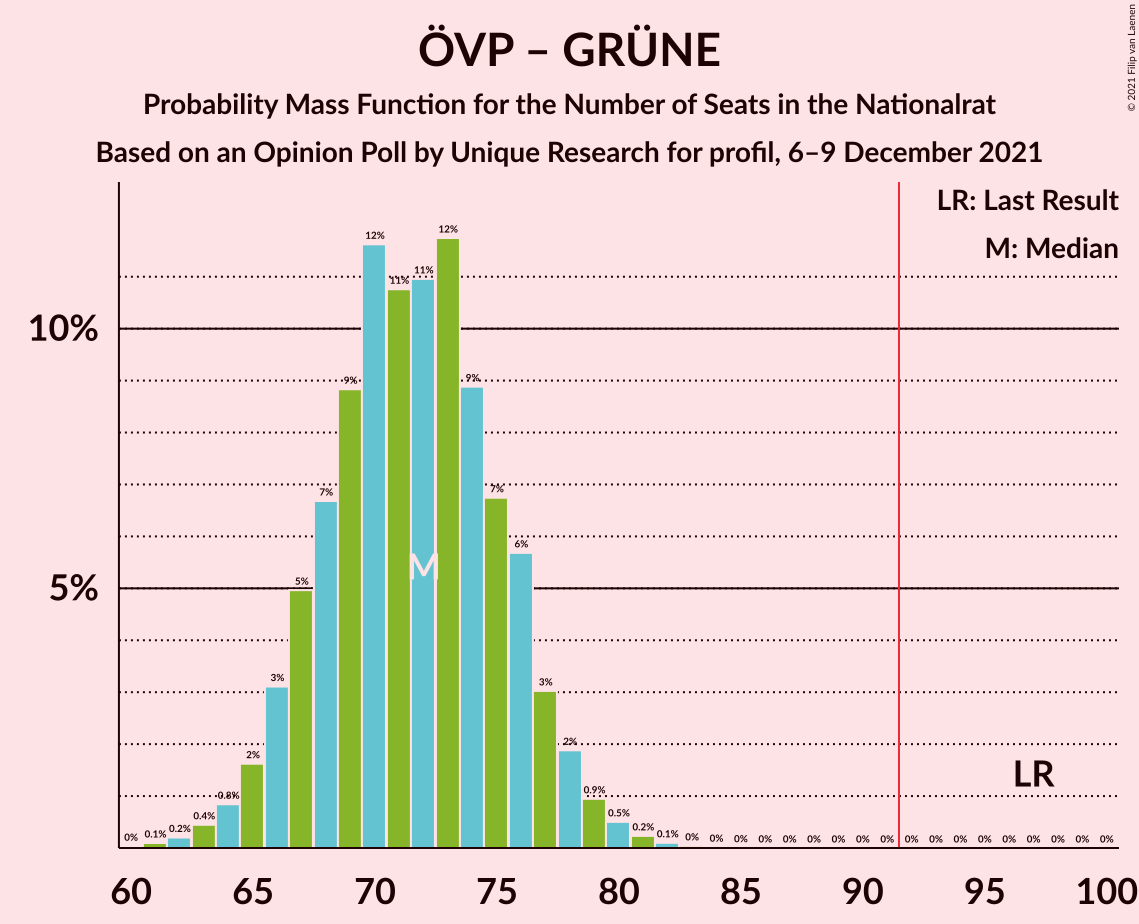 ÖVP – GRÜNE
Probability Mass Function for the Number of Seats in the Nationalrat
Based on an Opinion Poll by Unique Research for profil, 6–9 December 2021
© 2021 Filip van Laenen
LR: Last Result
M: Median
10%
5%
0% 0.1% 0.2% 0.4% 0.8% 2% 3% 5% 7% 9% 12% 11% 11% 12% 9% 7% 6% 3% 2% 0.9% 0.5% 0.2% 0.1% 0% 0% 0% 0% 0% 0% 0% 0% 0% 0% 0% 0% 0% 0% 0% 0% 0% 0%
M
LR
60 65 70 75 80 85 90 95 100